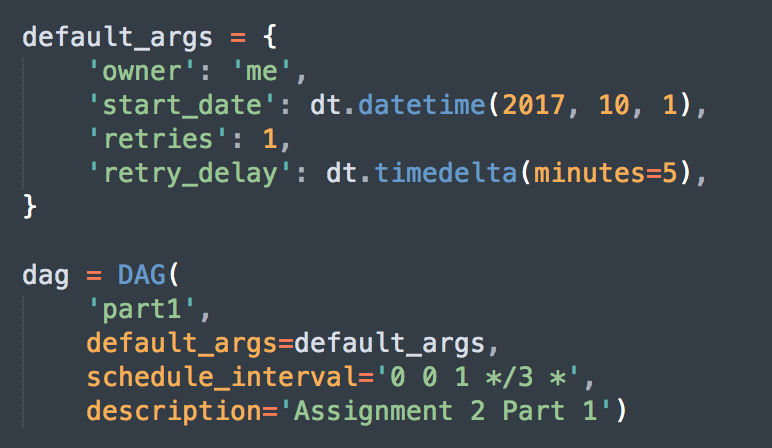 default_args = {
    'owner': 'me',
    'start_date': dt.datetime(2017, 10, 1),
    'retries': 1,
    'retry_delay': dt.timedelta(minutes=5),
}
dag = DAG(
    'part1',
    default_args=default_args,
    schedule_interval='0 0 1 */3 *',
    description='Assignment 2 Part 1')